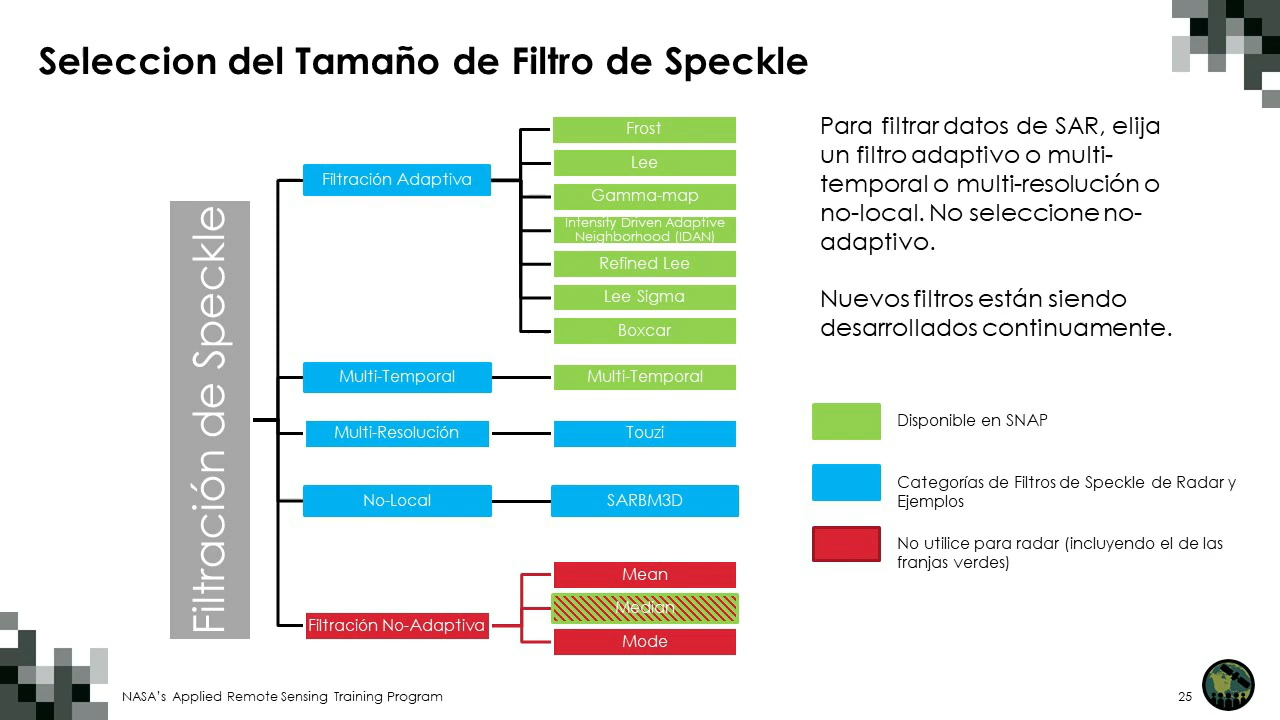 Seleccion del Tamaño de Filtro de Speckle
Filtración de Speckle
Filtración Adaptiva
Frost
Lee
Gamma-map
Intensity Driven Adaptive
Neighborhood (IDAN)
Refined Lee
Lee Sigma
Boxcar
Multi-Temporal
Multi-Temporal
Multi-Resolución
Touzi
No-Local
SARBM3D
Filtración No-Adaptiva
Mean
Median
Mode
Para filtrar datos de SAR, elija
un filtro adaptivo o multi-
temporal o multi-resolución o
no-local. No seleccione no-
adaptivo.
Nuevos filtros están siendo
desarrollados continuamente.
Disponible en SNAP
Categorías de Filtros de Speckle de Radar y
Ejemplos
No utilice para radar (incluyendo el de las
franjas verdes)
NASA's Applied Remote Sensing Training Program
25